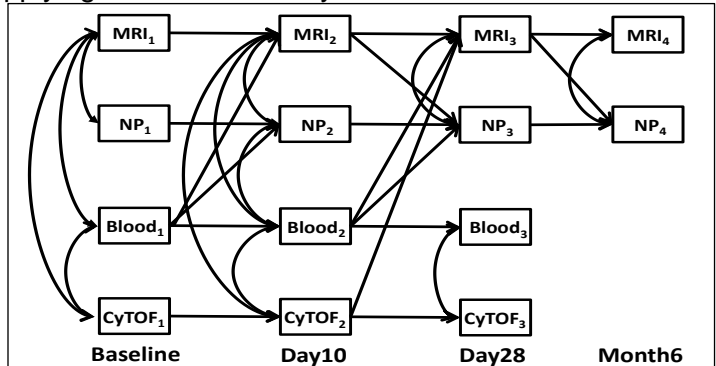 MRI₁ MRI₂ MRI₃ MRI₄
NP₁ NP₂ NP₃ NP₄
Blood₁ Blood₂ Blood₃
CyTOF₁ CyTOF₂ CyTOF₃
Baseline Day10 Day28 Month6